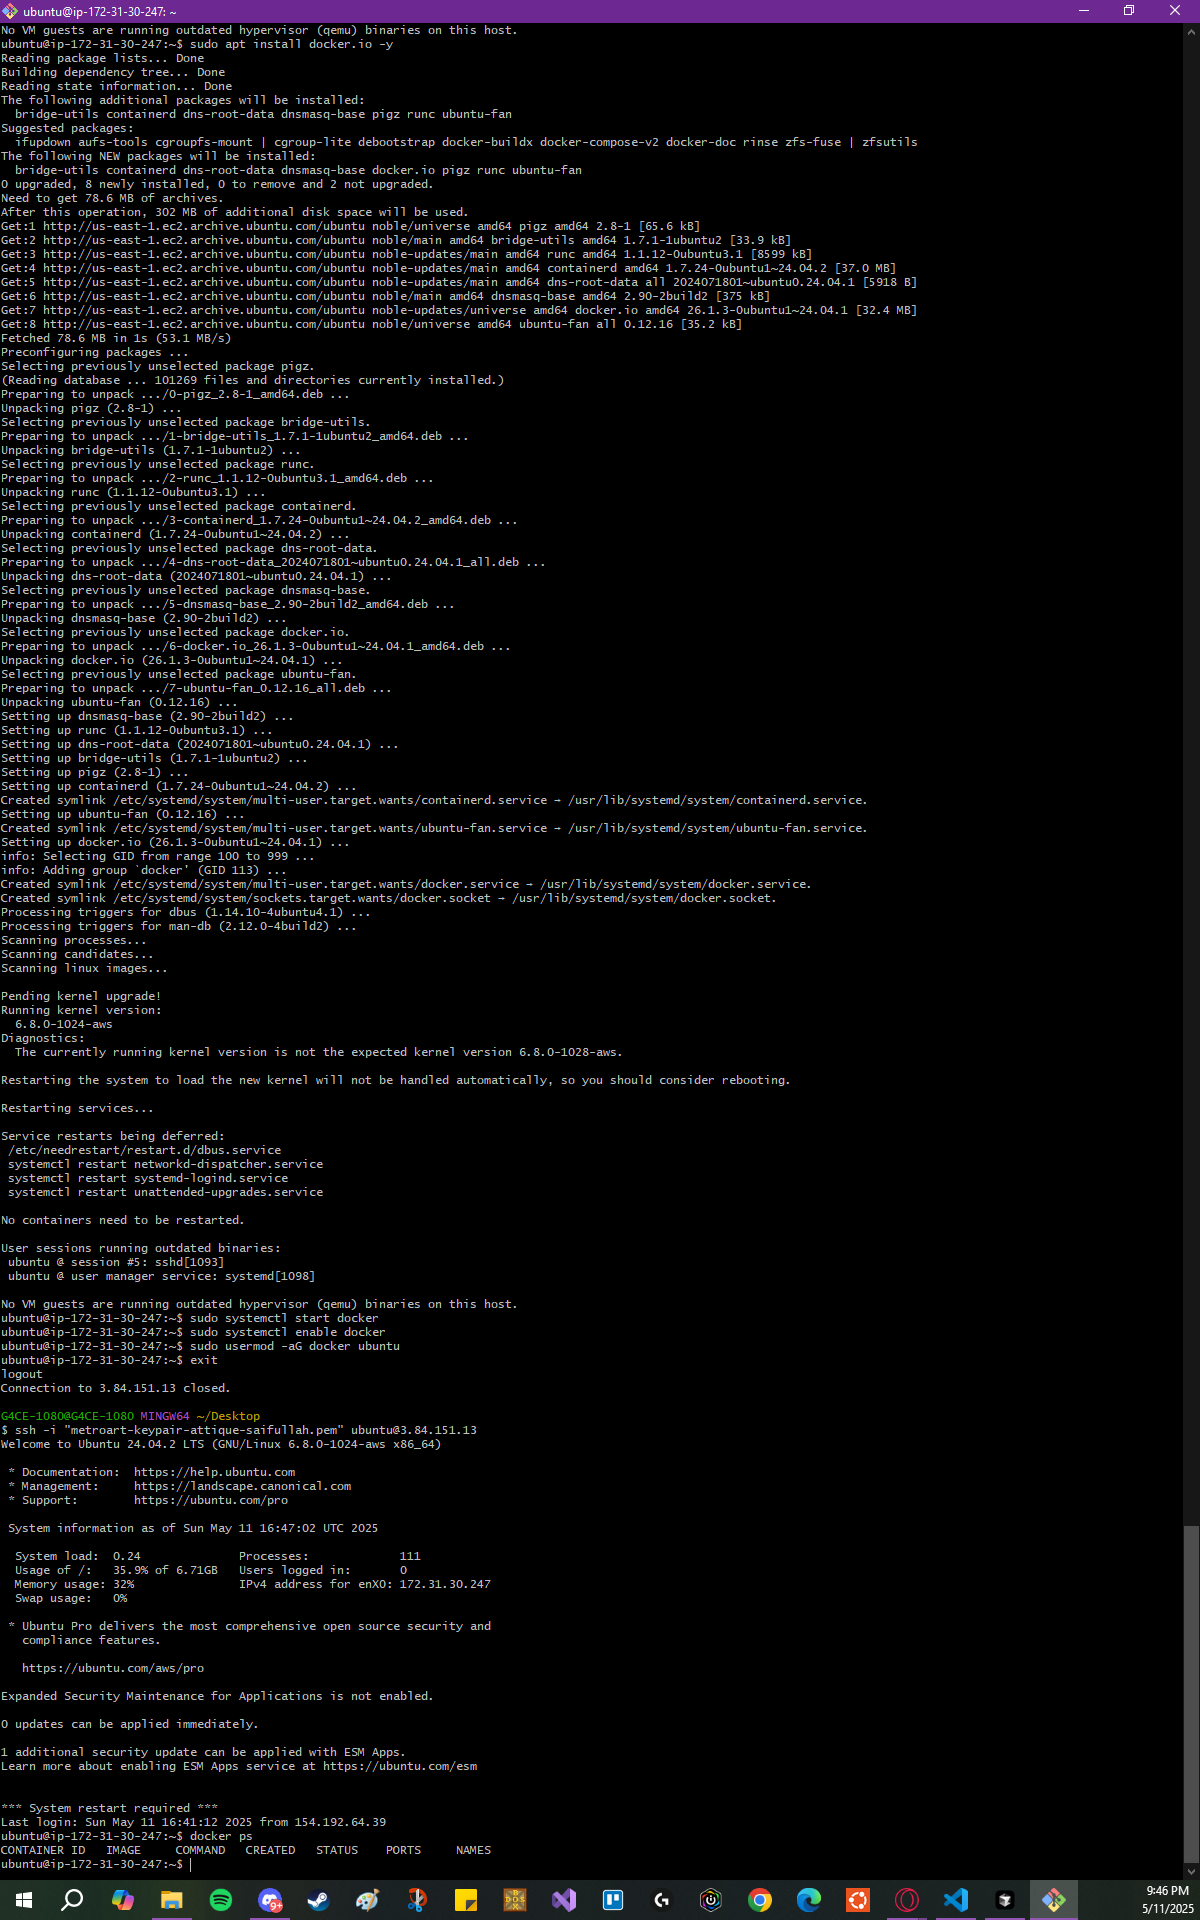 ubuntu@ip-172-31-30-247: ~
No VM guests are running outdated hypervisor (qemu) binaries on this host.
ubuntu@ip-172-31-30-247:~$ sudo apt install docker.io -y
Reading package lists... Done
Building dependency tree... Done
Reading state information... Done
The following additional packages will be installed:
  bridge-utils containerd dns-root-data dnsmasq-base pigz runc ubuntu-fan
Suggested packages:
  ifupdown aufs-tools cgroupfs-mount | cgroup-lite debootstrap docker-buildx docker-compose-v2 docker-doc rinse zfs-fuse | zfsutils
The following NEW packages will be installed:
  bridge-utils containerd dns-root-data dnsmasq-base docker.io pigz runc ubuntu-fan
0 upgraded, 8 newly installed, 0 to remove and 2 not upgraded.
Need to get 78.6 MB of archives.
After this operation, 302 MB of additional disk space will be used.
Get:1 http://us-east-1.ec2.archive.ubuntu.com/ubuntu noble/universe amd64 pigz amd64 2.8-1 [65.6 kB]
Get:2 http://us-east-1.ec2.archive.ubuntu.com/ubuntu noble/main amd64 bridge-utils amd64 1.7.1-1ubuntu2 [33.9 kB]
Get:3 http://us-east-1.ec2.archive.ubuntu.com/ubuntu noble-updates/main amd64 runc amd64 1.1.12-0ubuntu3.1 [8599 kB]
Get:4 http://us-east-1.ec2.archive.ubuntu.com/ubuntu noble-updates/main amd64 containerd amd64 1.7.24-0ubuntu1~24.04.2 [37.0 MB]
Get:5 http://us-east-1.ec2.archive.ubuntu.com/ubuntu noble-updates/main amd64 dns-root-data all 2024071801~ubuntu0.24.04.1 [5918 B]
Get:6 http://us-east-1.ec2.archive.ubuntu.com/ubuntu noble/main amd64 dnsmasq-base amd64 2.90-2build2 [375 kB]
Get:7 http://us-east-1.ec2.archive.ubuntu.com/ubuntu noble-updates/universe amd64 docker.io amd64 26.1.3-0ubuntu1~24.04.1 [32.4 MB]
Get:8 http://us-east-1.ec2.archive.ubuntu.com/ubuntu noble/universe amd64 ubuntu-fan all 0.12.16 [35.2 kB]
Fetched 78.6 MB in 1s (53.1 MB/s)
Preconfiguring packages ...
Selecting previously unselected package pigz.
(Reading database ... 101269 files and directories currently installed.)
Preparing to unpack .../0-pigz_2.8-1_amd64.deb ...
Unpacking pigz (2.8-1) ...
Selecting previously unselected package bridge-utils.
Preparing to unpack .../1-bridge-utils_1.7.1-1ubuntu2_amd64.deb ...
Unpacking bridge-utils (1.7.1-1ubuntu2) ...
Selecting previously unselected package runc.
Preparing to unpack .../2-runc_1.1.12-0ubuntu3.1_amd64.deb ...
Unpacking runc (1.1.12-0ubuntu3.1) ...
Selecting previously unselected package containerd.
Preparing to unpack .../3-containerd_1.7.24-0ubuntu1~24.04.2_amd64.deb ...
Unpacking containerd (1.7.24-0ubuntu1~24.04.2) ...
Selecting previously unselected package dns-root-data.
Preparing to unpack .../4-dns-root-data_2024071801~ubuntu0.24.04.1_all.deb ...
Unpacking dns-root-data (2024071801~ubuntu0.24.04.1) ...
Selecting previously unselected package dnsmasq-base.
Preparing to unpack .../5-dnsmasq-base_2.90-2build2_amd64.deb ...
Unpacking dnsmasq-base (2.90-2build2) ...
Selecting previously unselected package docker.io.
Preparing to unpack .../6-docker.io_26.1.3-0ubuntu1~24.04.1_amd64.deb ...
Unpacking docker.io (26.1.3-0ubuntu1~24.04.1) ...
Selecting previously unselected package ubuntu-fan.
Preparing to unpack .../7-ubuntu-fan_0.12.16_all.deb ...
Unpacking ubuntu-fan (0.12.16) ...
Setting up dnsmasq-base (2.90-2build2) ...
Setting up runc (1.1.12-0ubuntu3.1) ...
Setting up dns-root-data (2024071801~ubuntu0.24.04.1) ...
Setting up bridge-utils (1.7.1-1ubuntu2) ...
Setting up pigz (2.8-1) ...
Setting up containerd (1.7.24-0ubuntu1~24.04.2) ...
Created symlink /etc/systemd/system/multi-user.target.wants/containerd.service → /usr/lib/systemd/system/containerd.service.
Setting up ubuntu-fan (0.12.16) ...
Created symlink /etc/systemd/system/multi-user.target.wants/ubuntu-fan.service → /usr/lib/systemd/system/ubuntu-fan.service.
Setting up docker.io (26.1.3-0ubuntu1~24.04.1) ...
info: Selecting GID from range 100 to 999 ...
info: Adding group `docker' (GID 113) ...
Created symlink /etc/systemd/system/multi-user.target.wants/docker.service → /usr/lib/systemd/system/docker.service.
Created symlink /etc/systemd/system/sockets.target.wants/docker.socket → /usr/lib/systemd/system/docker.socket.
Processing triggers for dbus (1.14.10-4ubuntu4.1) ...
Processing triggers for man-db (2.12.0-4build2) ...
Scanning processes...
Scanning candidates...
Scanning linux images...

Pending kernel upgrade!
Running kernel version:
  6.8.0-1024-aws
Diagnostics:
  The currently running kernel version is not the expected kernel version 6.8.0-1028-aws.

Restarting the system to load the new kernel will not be handled automatically, so you should consider rebooting.

Restarting services...

Service restarts being deferred:
 /etc/needrestart/restart.d/dbus.service
 systemctl restart networkd-dispatcher.service
 systemctl restart systemd-logind.service
 systemctl restart unattended-upgrades.service

No containers need to be restarted.

User sessions running outdated binaries:
 ubuntu @ session #5: sshd[1093]
 ubuntu @ user manager service: systemd[1098]

No VM guests are running outdated hypervisor (qemu) binaries on this host.
ubuntu@ip-172-31-30-247:~$ sudo systemctl start docker
ubuntu@ip-172-31-30-247:~$ sudo systemctl enable docker
ubuntu@ip-172-31-30-247:~$ sudo usermod -aG docker ubuntu
ubuntu@ip-172-31-30-247:~$ exit
logout
Connection to 3.84.151.13 closed.

G4CE-1080@G4CE-1080 MINGW64 ~/Desktop
$ ssh -i "metroart-keypair-attique-saifullah.pem" ubuntu@3.84.151.13
Welcome to Ubuntu 24.04.2 LTS (GNU/Linux 6.8.0-1024-aws x86_64)

 * Documentation:  https://help.ubuntu.com
 * Management:     https://landscape.canonical.com
 * Support:        https://ubuntu.com/pro

 System information as of Sun May 11 16:47:02 UTC 2025

  System load:  0.24              Processes:             111
  Usage of /:   35.9% of 6.71GB   Users logged in:       0
  Memory usage: 32%               IPv4 address for enX0: 172.31.30.247
  Swap usage:   0%

 * Ubuntu Pro delivers the most comprehensive open source security and
   compliance features.

   https://ubuntu.com/aws/pro

Expanded Security Maintenance for Applications is not enabled.

0 updates can be applied immediately.

1 additional security update can be applied with ESM Apps.
Learn more about enabling ESM Apps service at https://ubuntu.com/esm

*** System restart required ***
Last login: Sun May 11 16:41:12 2025 from 154.192.64.39
ubuntu@ip-172-31-30-247:~$ docker ps
CONTAINER ID   IMAGE     COMMAND   CREATED   STATUS    PORTS     NAMES
ubuntu@ip-172-31-30-247:~$
9+
9:46 PM
5/11/2025